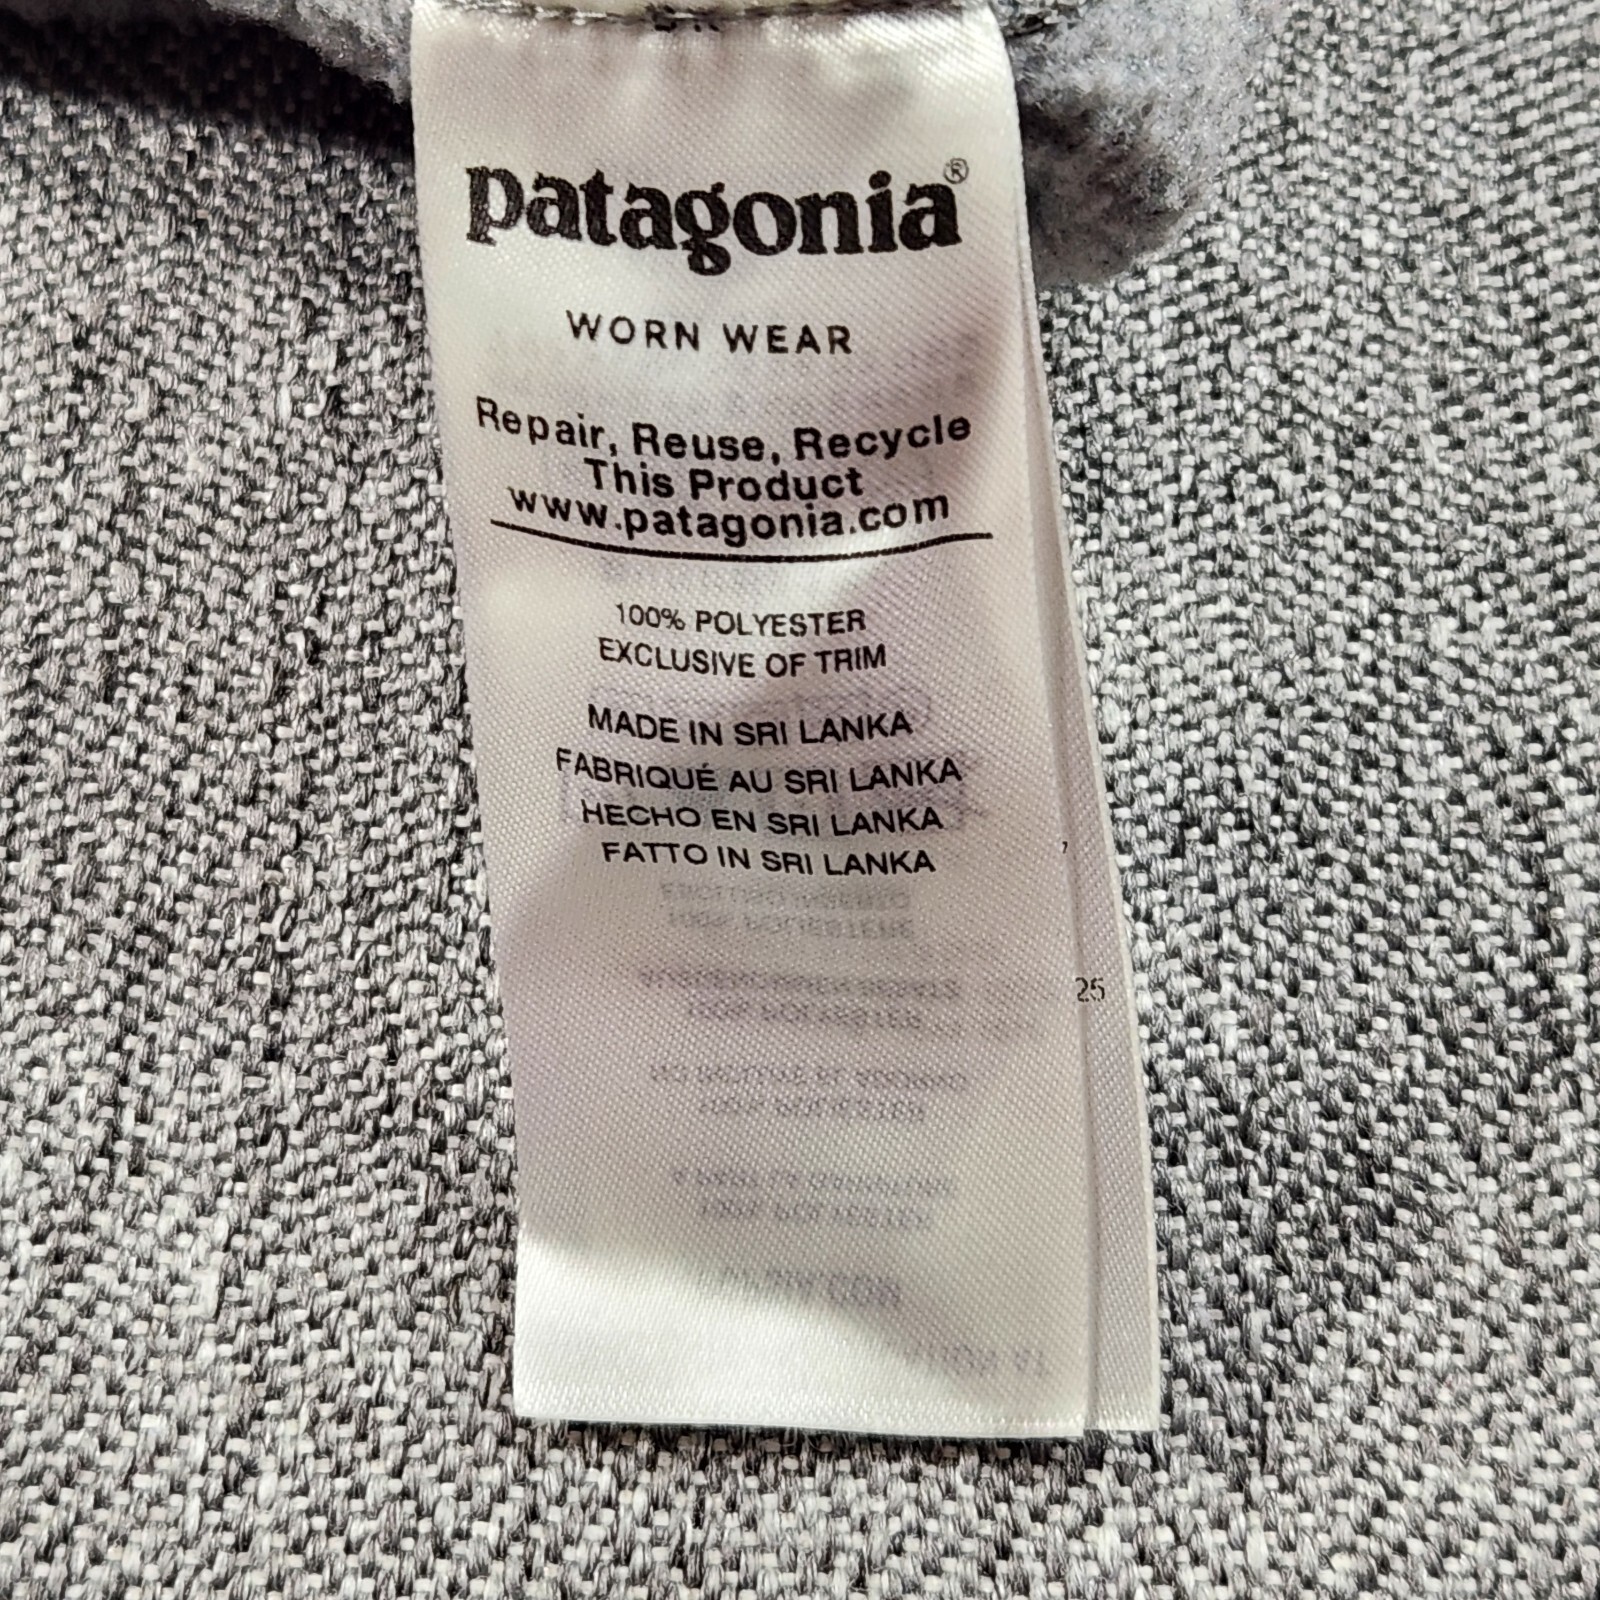 patagonia®
WORN WEAR
Repair, Reuse, Recycle
This Product
www.patagonia.com
100% POLYESTER
EXCLUSIVE OF TRIM
MADE IN SRI LANKA
FABRIQUÉ AU SRI LANKA
HECHO EN SRI LANKA
FATTO IN SRI LANKA
25